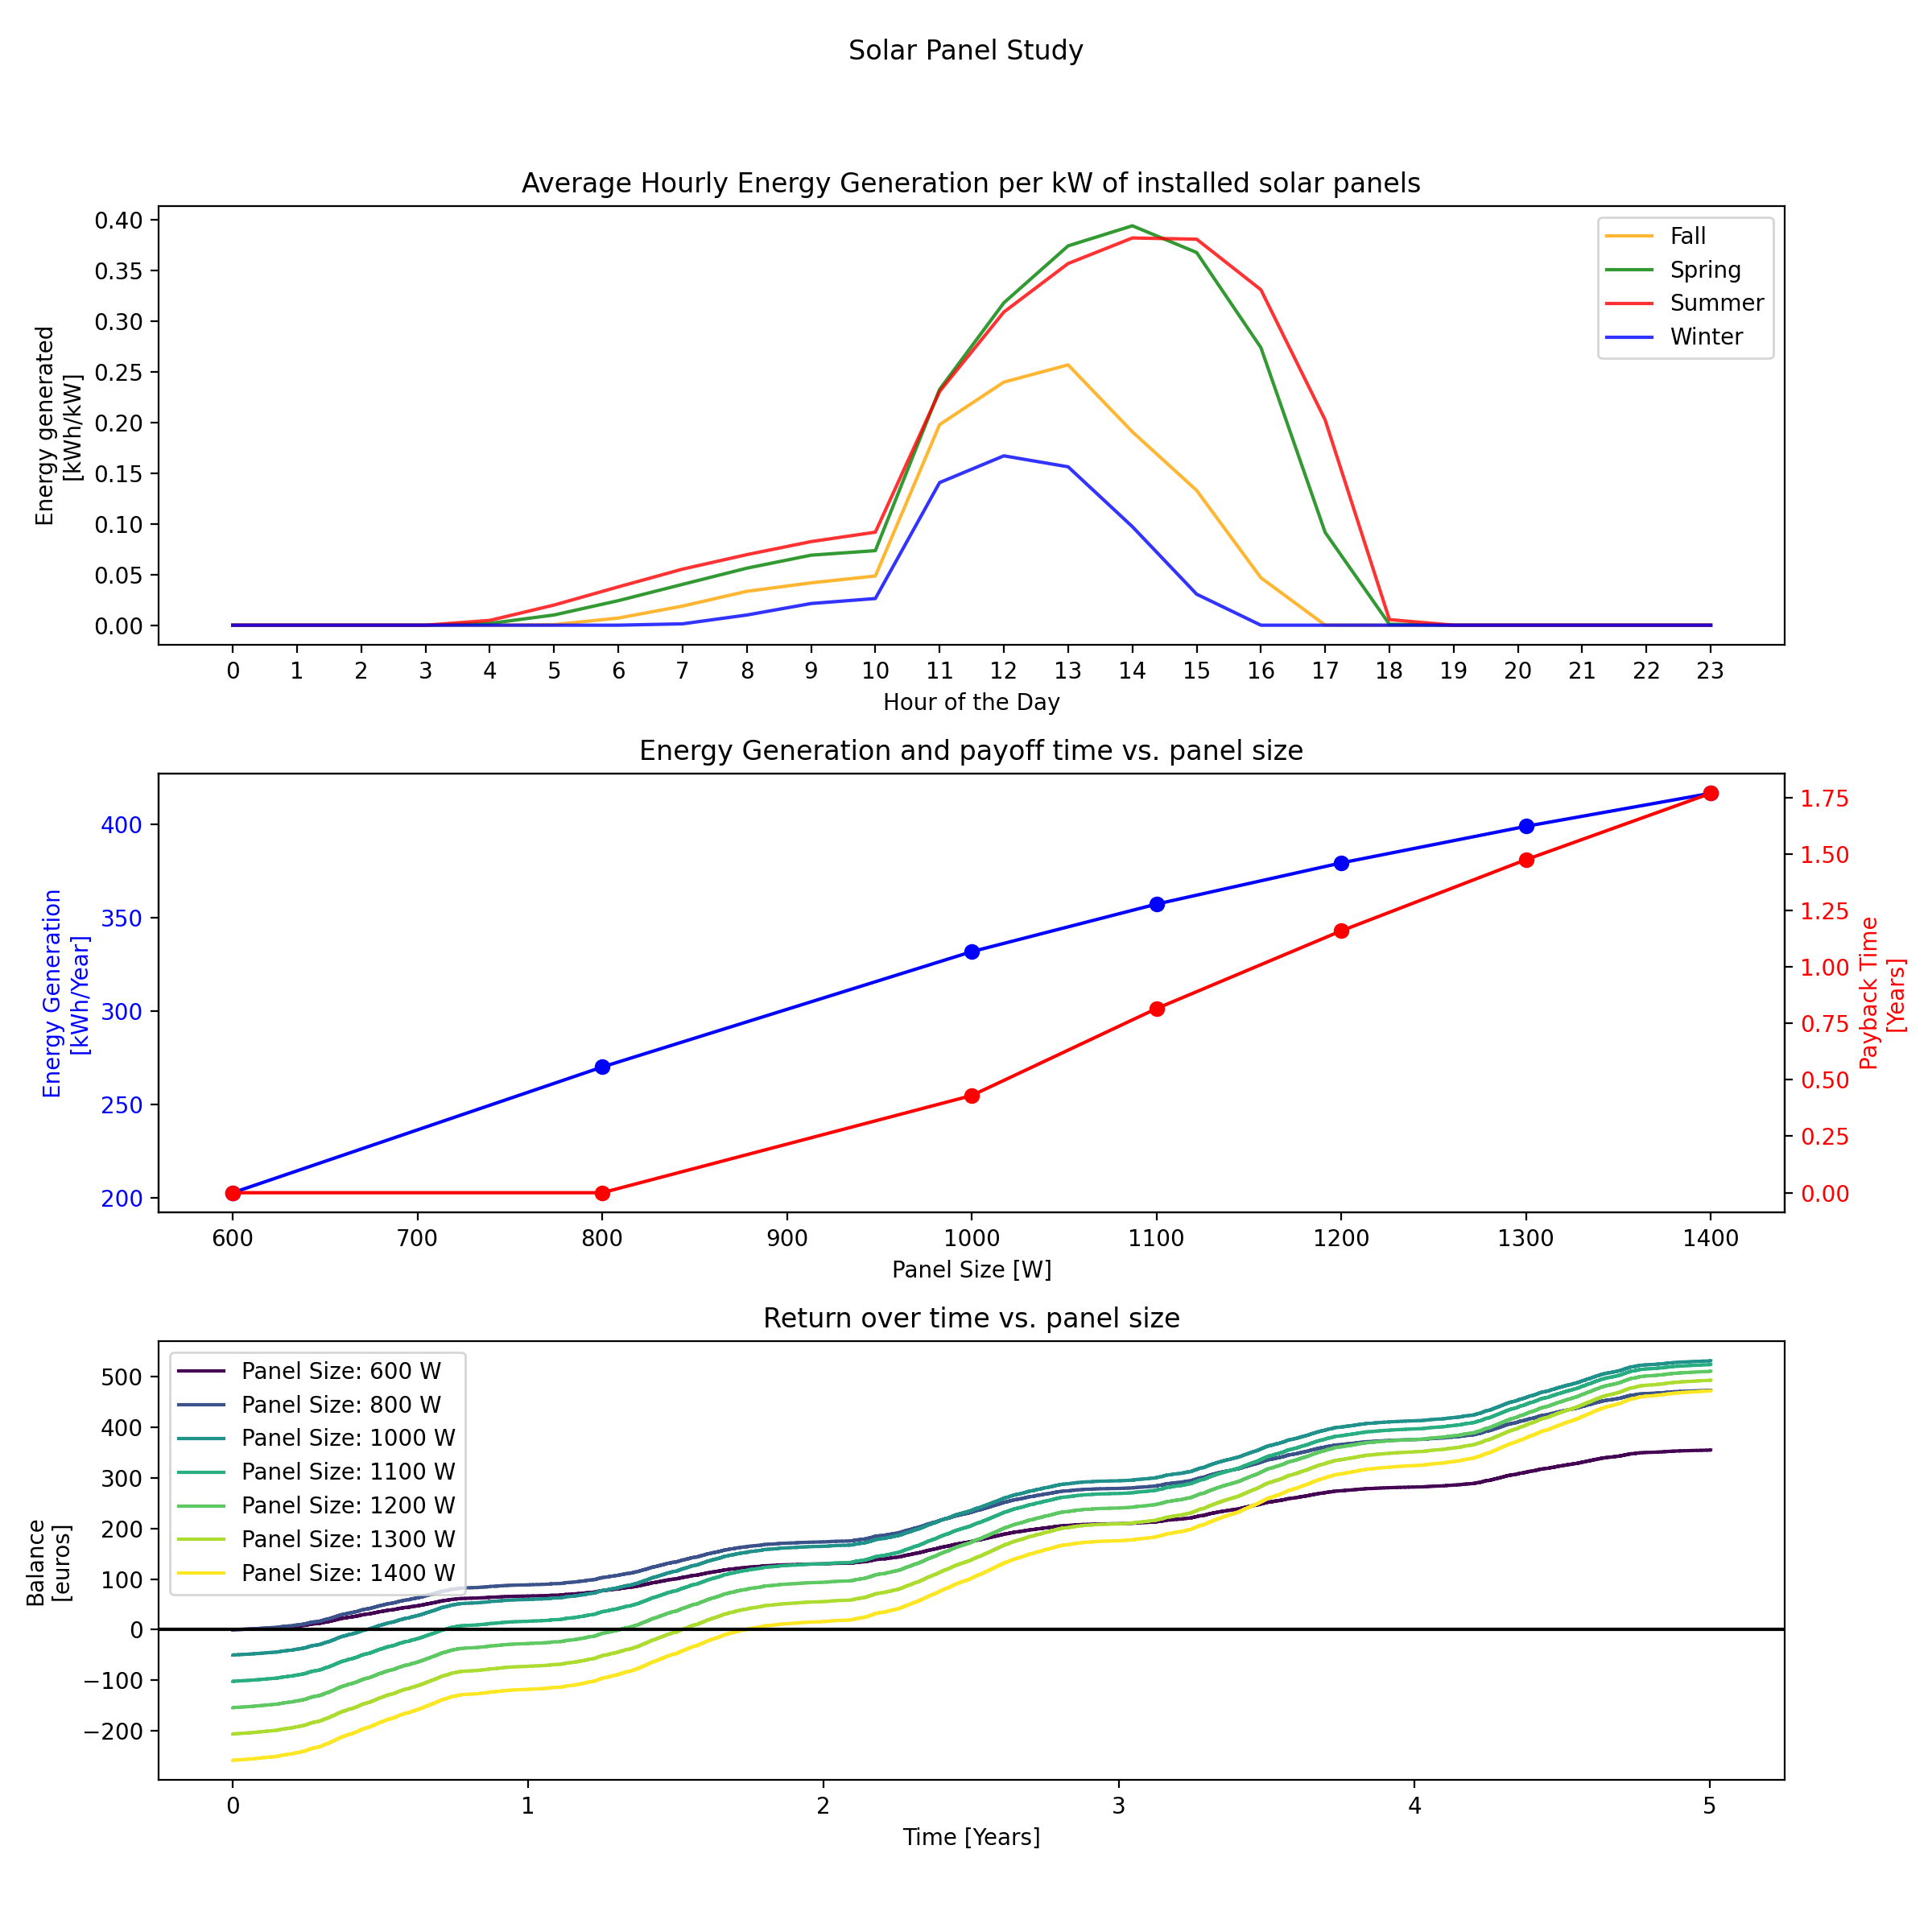 Solar Panel Study
Average Hourly Energy Generation per kW of installed solar panels
Energy generated
[kWh/kW]
0.40
0.35
0.30
0.25
0.20
0.15
0.10
0.05
0.00
Fall
Spring
Summer
Winter
0 1 2 3 4 5 6 7 8 9 10 11 12 13 14 15 16 17 18 19 20 21 22 23
Hour of the Day
Energy Generation and payoff time vs. panel size
Energy Generation
[kWh/Year]
400
350
300
250
200
1.75
1.50
1.25
1.00
0.75
0.50
0.25
0.00
Payback Time
[Years]
600 700 800 900 1000 1100 1200 1300 1400
Panel Size [W]
Return over time vs. panel size
Balance
[euros]
500
400
300
200
100
0
−100
−200
Panel Size: 600 W
Panel Size: 800 W
Panel Size: 1000 W
Panel Size: 1100 W
Panel Size: 1200 W
Panel Size: 1300 W
Panel Size: 1400 W
0 1 2 3 4 5
Time [Years]